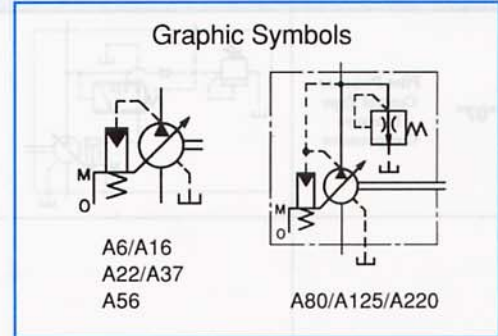 Graphic Symbols
M
O
A6/A16
A22/A37
A56
M
O
A80/A125/A220